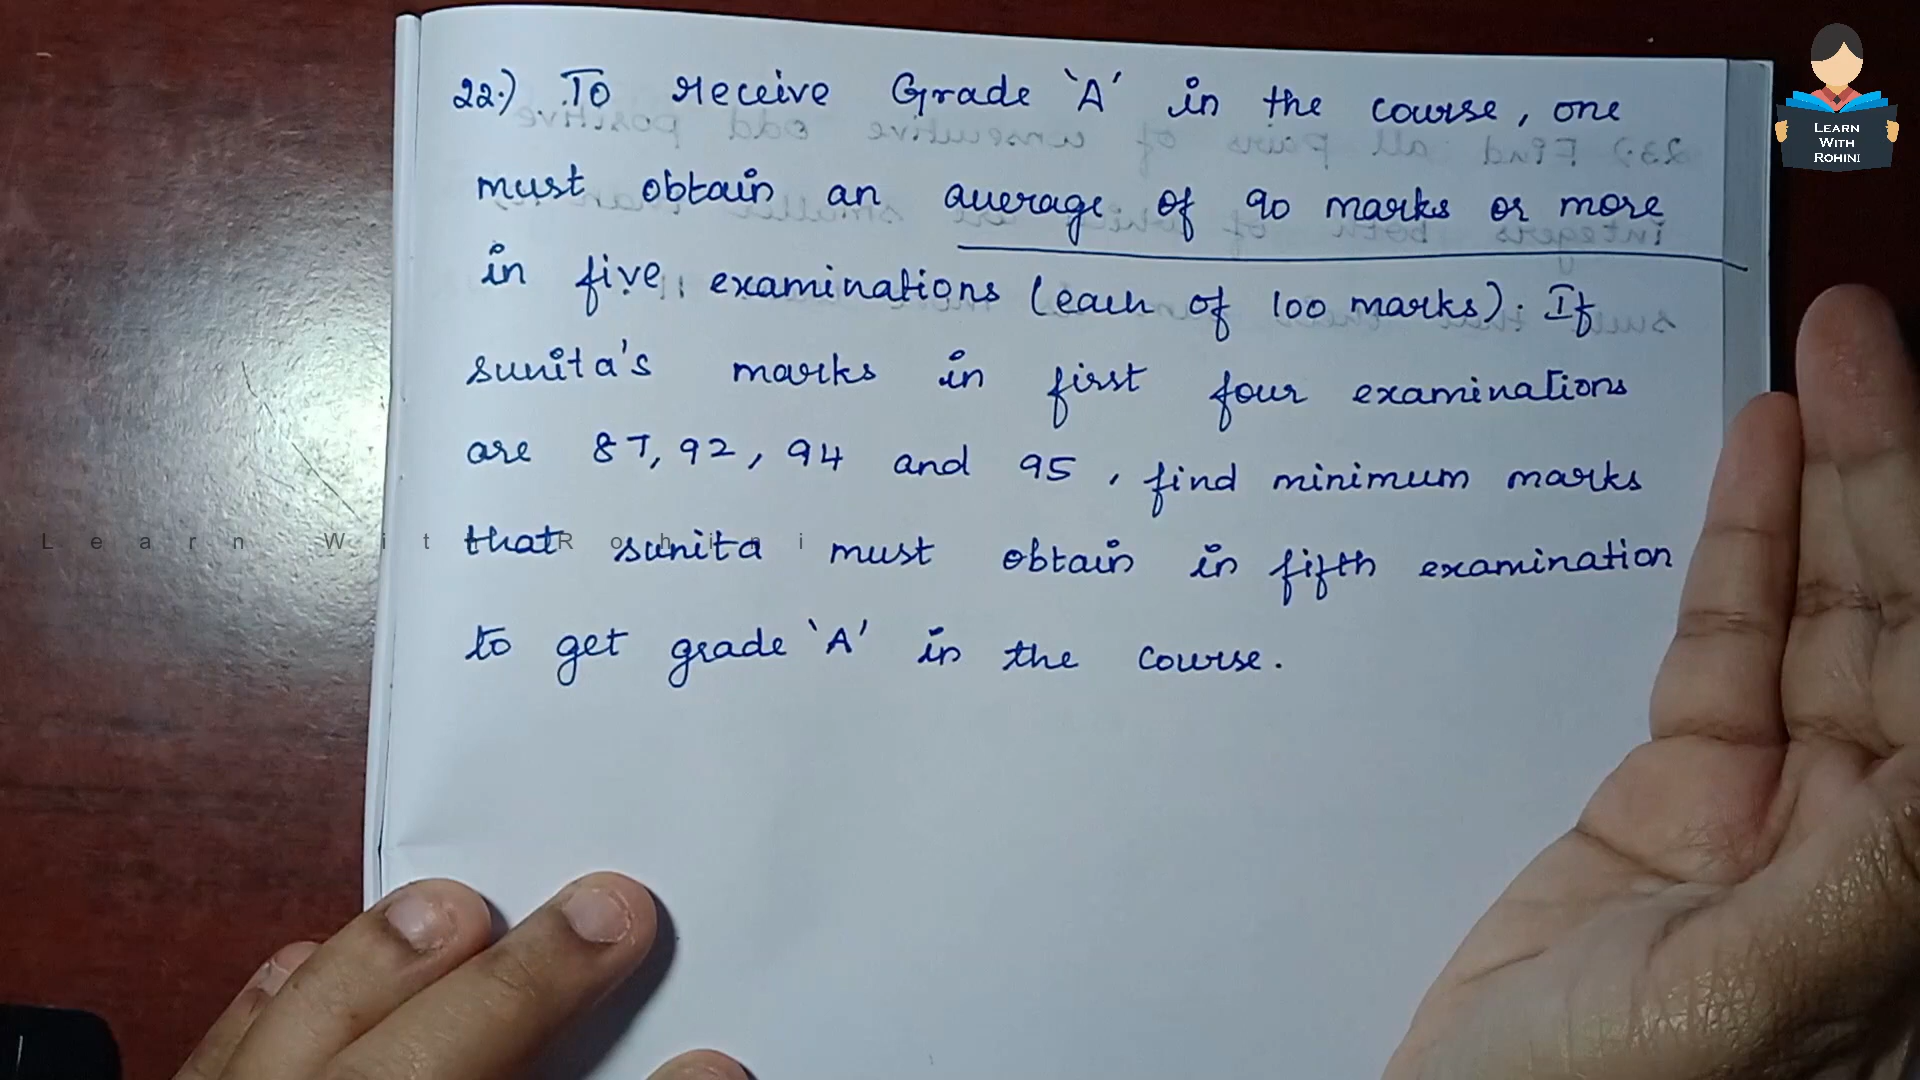 22.) To receive Grade 'A' in the course, one
must obtain an average of 90 marks or more
in five examinations (each of 100 marks). If
sunita's marks in first four examinations
are 87, 92, 94 and 95, find minimum marks
that sunita must obtain in fifth examination
to get grade 'A' in the course.
Learn With Rohini
LEARN
WITH
ROHINI